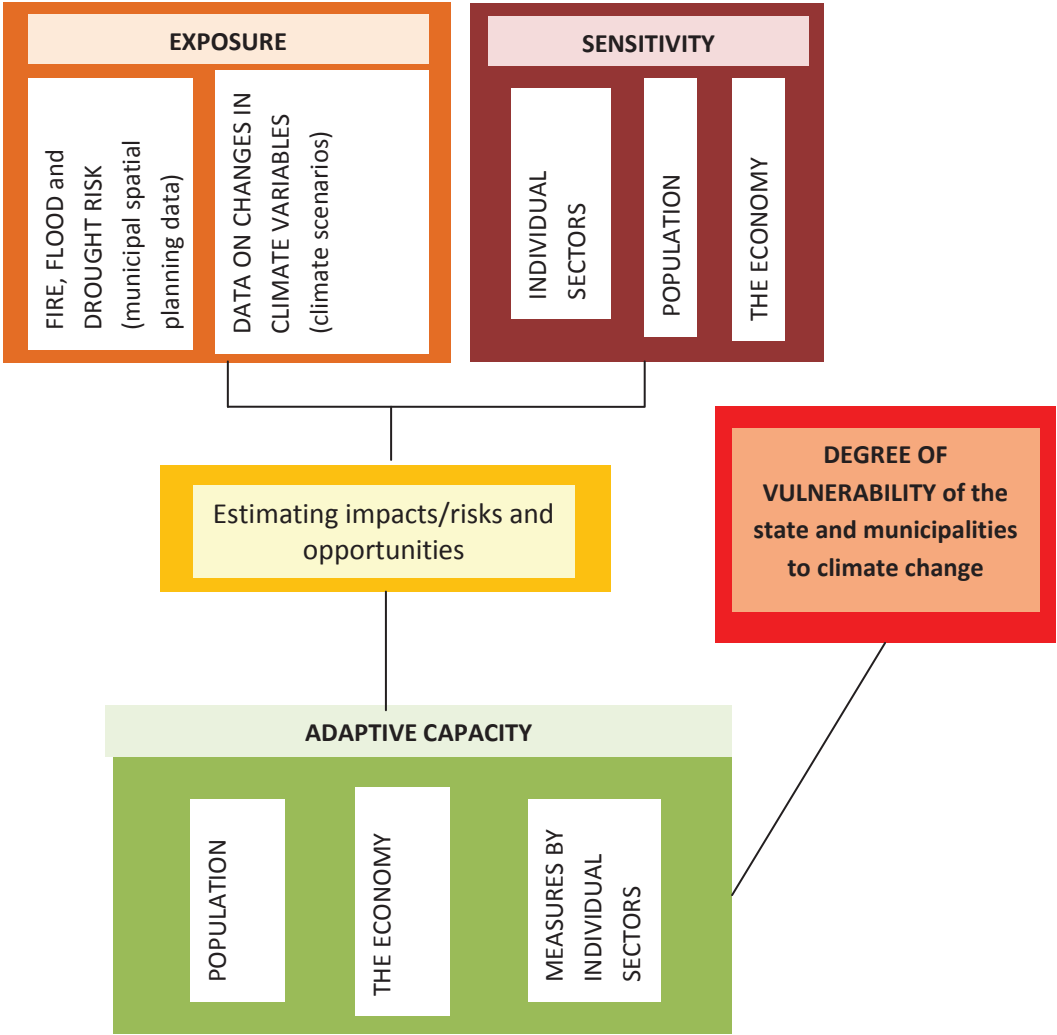 EXPOSURE
FIRE, FLOOD and
DROUGHT RISK
(municipal spatial
planning data)
DATA ON CHANGES IN
CLIMATE VARIABLES
(climate scenarios)
SENSITIVITY
INDIVIDUAL
SECTORS
POPULATION
THE ECONOMY
Estimating impacts/risks and
opportunities
DEGREE OF
VULNERABILITY of the
state and municipalities
to climate change
ADAPTIVE CAPACITY
POPULATION
THE ECONOMY
MEASURES BY
INDIVIDUAL
SECTORS